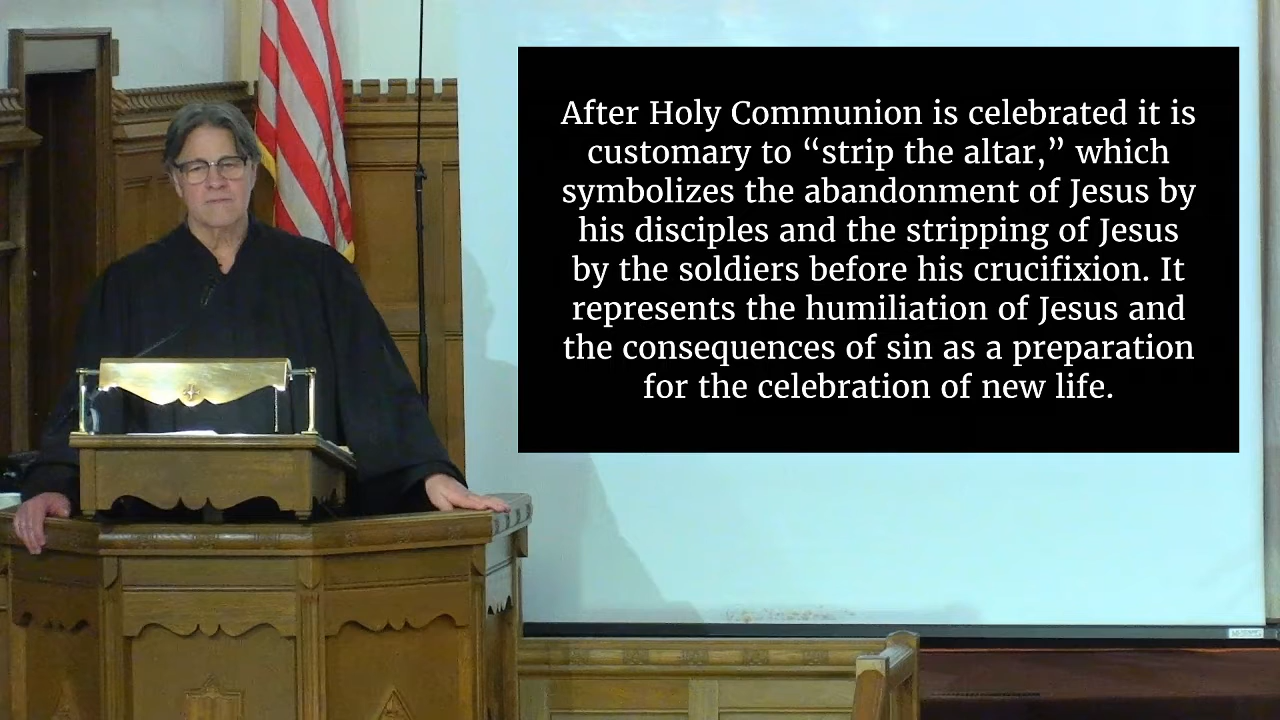 After Holy Communion is celebrated it is
customary to “strip the altar,” which
symbolizes the abandonment of Jesus by
his disciples and the stripping of Jesus
by the soldiers before his crucifixion. It
represents the humiliation of Jesus and
the consequences of sin as a preparation
for the celebration of new life.